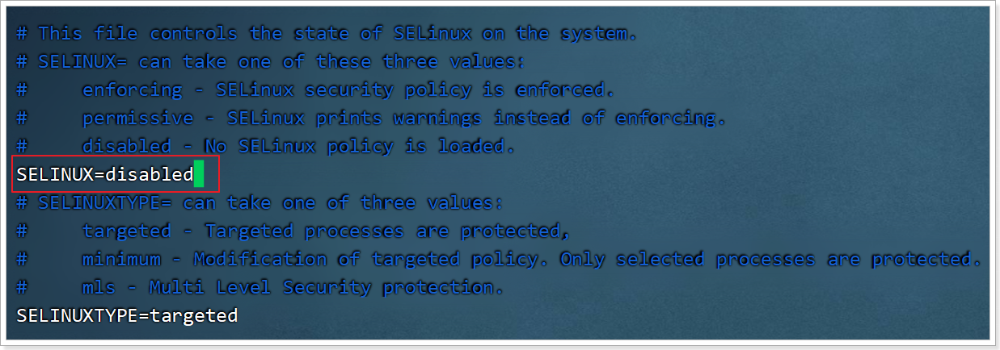 # This file controls the state of SELinux on the system.
# SELINUX= can take one of these three values:
#     enforcing - SELinux security policy is enforced.
#     permissive - SELinux prints warnings instead of enforcing.
#     disabled - No SELinux policy is loaded.
SELINUX=disabled
# SELINUXTYPE= can take one of three values:
#     targeted - Targeted processes are protected,
#     minimum - Modification of targeted policy. Only selected processes are protected.
#     mls - Multi Level Security protection.
SELINUXTYPE=targeted